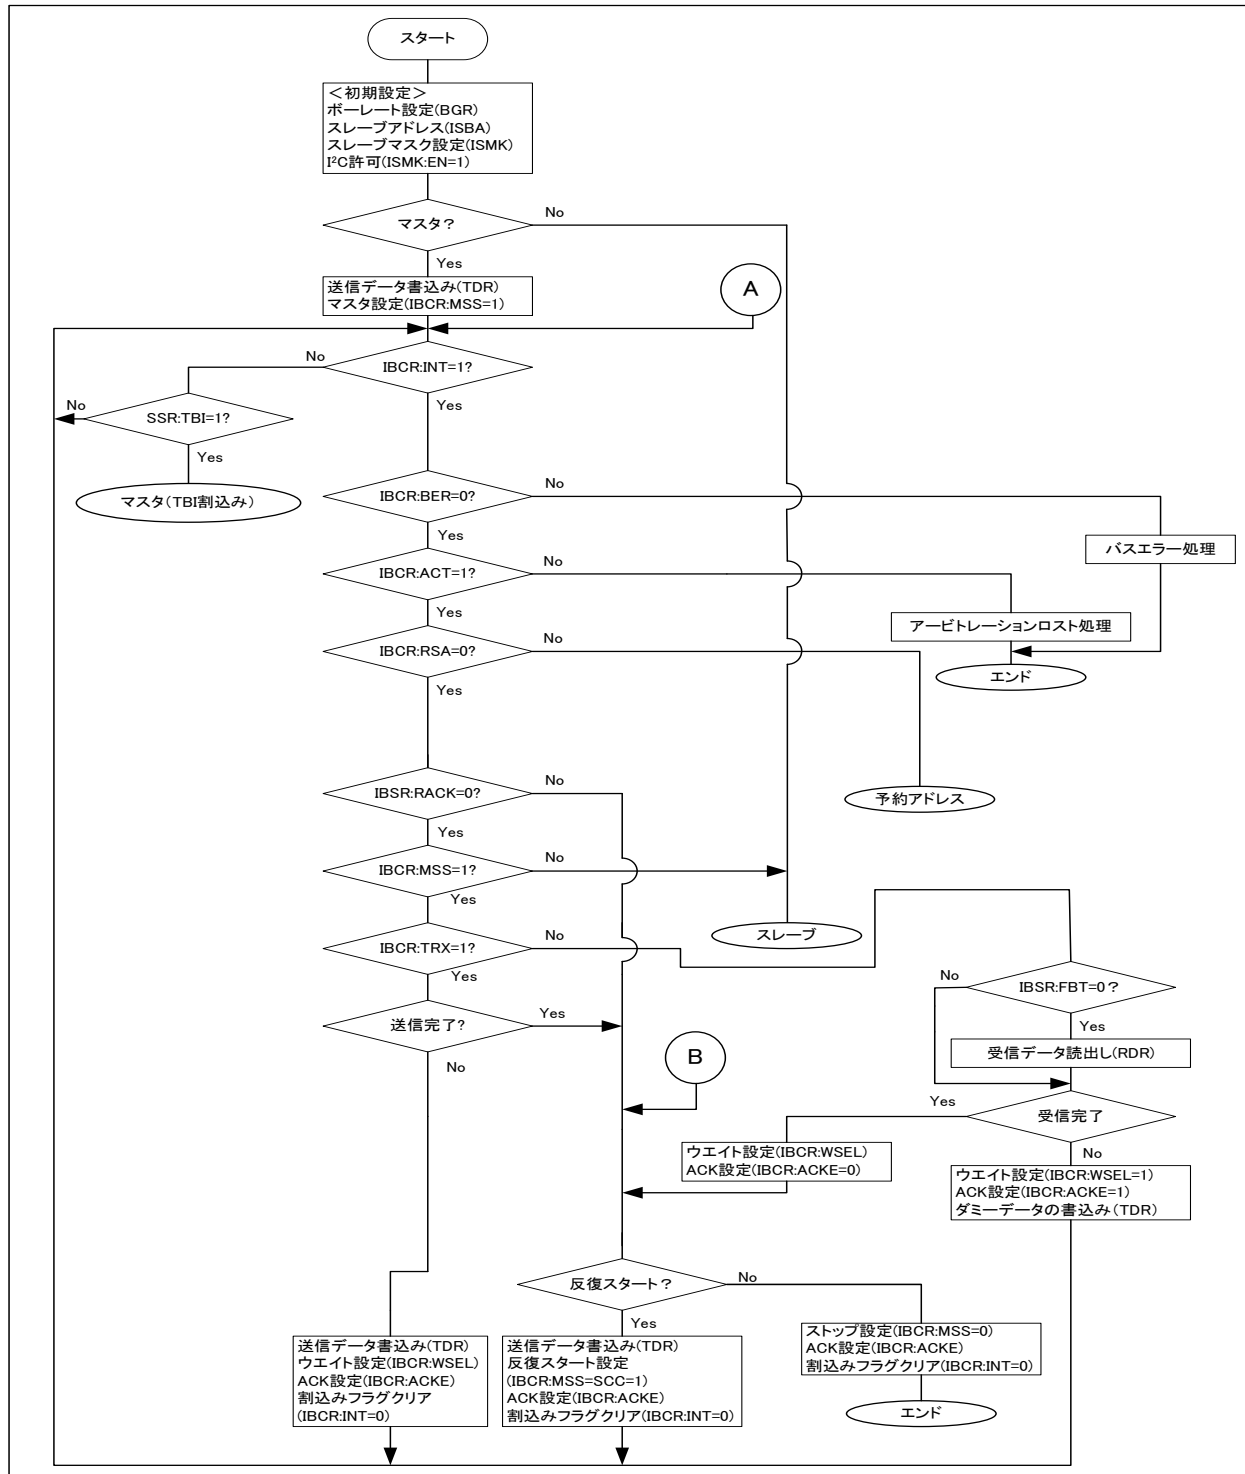 スタート
＜初期設定＞
ボーレート設定(BGR)
スレーブアドレス(ISBA)
スレーブマスク設定(ISMK)
I²C許可(ISMK:EN=1)
マスタ？
No
Yes
送信データ書込み(TDR)
マスタ設定(IBCR:MSS=1)
A
IBCR:INT=1?
No
Yes
SSR:TBI=1?
No
Yes
マスタ(TBI割込み)
IBCR:BER=0?
No
Yes
バスエラー処理
IBCR:ACT=1?
No
Yes
アービトレーションロスト処理
エンド
IBCR:RSA=0?
No
Yes
予約アドレス
IBSR:RACK=0?
No
Yes
IBCR:MSS=1?
No
Yes
スレーブ
IBCR:TRX=1?
No
Yes
IBSR:FBT=0？
No
Yes
受信データ読出し(RDR)
送信完了?
Yes
No
B
受信完了
Yes
No
ウエイト設定(IBCR:WSEL)
ACK設定(IBCR:ACKE=0)
ウエイト設定(IBCR:WSEL=1)
ACK設定(IBCR:ACKE=1)
ダミーデータの書込み(TDR)
反復スタート？
No
Yes
送信データ書込み(TDR)
ウエイト設定(IBCR:WSEL)
ACK設定(IBCR:ACKE)
割込みフラグクリア
(IBCR:INT=0)
送信データ書込み(TDR)
反復スタート設定
(IBCR:MSS=SCC=1)
ACK設定(IBCR:ACKE)
割込みフラグクリア(IBCR:INT=0)
ストップ設定(IBCR:MSS=0)
ACK設定(IBCR:ACKE)
割込みフラグクリア(IBCR:INT=0)
エンド